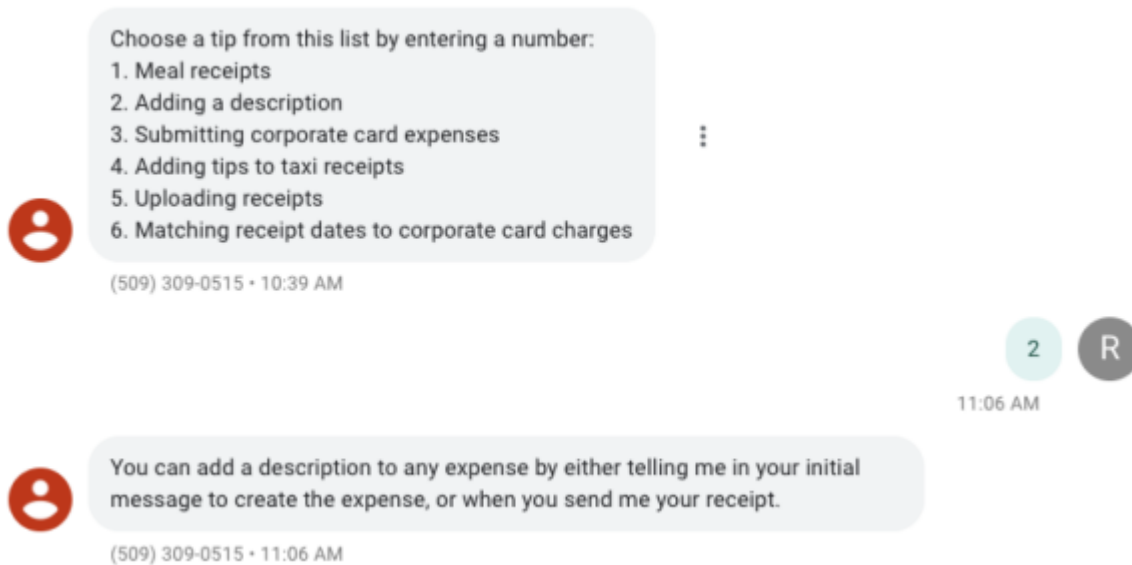 Choose a tip from this list by entering a number:
1. Meal receipts
2. Adding a description
3. Submitting corporate card expenses
4. Adding tips to taxi receipts
5. Uploading receipts
6. Matching receipt dates to corporate card charges
(509) 309-0515 • 10:39 AM
2
R
11:06 AM
You can add a description to any expense by either telling me in your initial
message to create the expense, or when you send me your receipt.
(509) 309-0515 • 11:06 AM